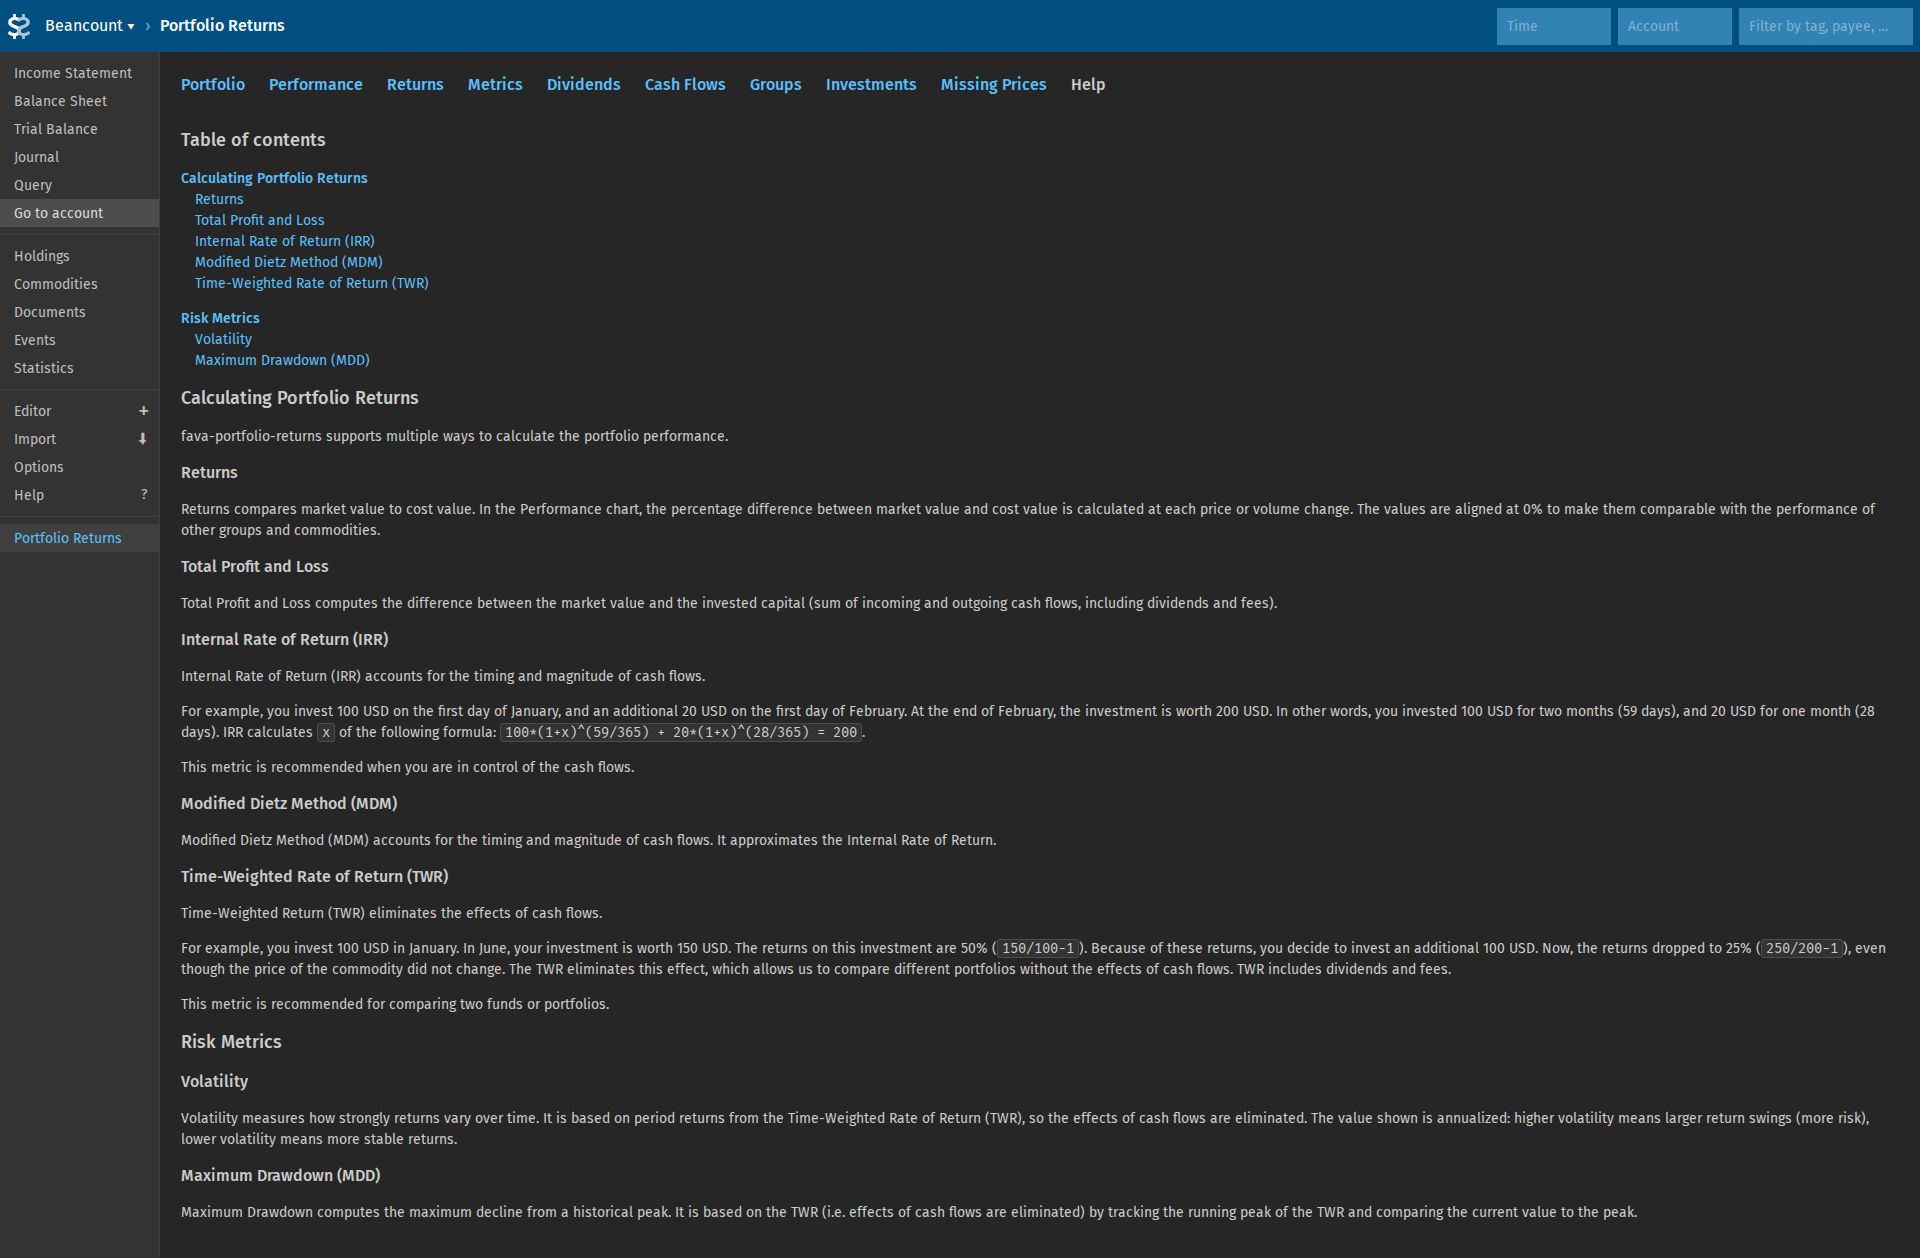 Beancount ▾ › Portfolio Returns
Time
Account
Filter by tag, payee, ...
Income Statement
Balance Sheet
Trial Balance
Journal
Query
Go to account
Holdings
Commodities
Documents
Events
Statistics
Editor +
Import ⬇
Options
Help ?
Portfolio Returns
Portfolio Performance Returns Metrics Dividends Cash Flows Groups Investments Missing Prices Help
Table of contents
Calculating Portfolio Returns
Returns
Total Profit and Loss
Internal Rate of Return (IRR)
Modified Dietz Method (MDM)
Time-Weighted Rate of Return (TWR)
Risk Metrics
Volatility
Maximum Drawdown (MDD)
Calculating Portfolio Returns
fava-portfolio-returns supports multiple ways to calculate the portfolio performance.
Returns
Returns compares market value to cost value. In the Performance chart, the percentage difference between market value and cost value is calculated at each price or volume change. The values are aligned at 0% to make them comparable with the performance of
other groups and commodities.
Total Profit and Loss
Total Profit and Loss computes the difference between the market value and the invested capital (sum of incoming and outgoing cash flows, including dividends and fees).
Internal Rate of Return (IRR)
Internal Rate of Return (IRR) accounts for the timing and magnitude of cash flows.
For example, you invest 100 USD on the first day of January, and an additional 20 USD on the first day of February. At the end of February, the investment is worth 200 USD. In other words, you invested 100 USD for two months (59 days), and 20 USD for one month (28
days). IRR calculates x of the following formula: 100*(1+x)^(59/365) + 20*(1+x)^(28/365) = 200.
This metric is recommended when you are in control of the cash flows.
Modified Dietz Method (MDM)
Modified Dietz Method (MDM) accounts for the timing and magnitude of cash flows. It approximates the Internal Rate of Return.
Time-Weighted Rate of Return (TWR)
Time-Weighted Return (TWR) eliminates the effects of cash flows.
For example, you invest 100 USD in January. In June, your investment is worth 150 USD. The returns on this investment are 50% (150/100-1). Because of these returns, you decide to invest an additional 100 USD. Now, the returns dropped to 25% (250/200-1), even
though the price of the commodity did not change. The TWR eliminates this effect, which allows us to compare different portfolios without the effects of cash flows. TWR includes dividends and fees.
This metric is recommended for comparing two funds or portfolios.
Risk Metrics
Volatility
Volatility measures how strongly returns vary over time. It is based on period returns from the Time-Weighted Rate of Return (TWR), so the effects of cash flows are eliminated. The value shown is annualized: higher volatility means larger return swings (more risk),
lower volatility means more stable returns.
Maximum Drawdown (MDD)
Maximum Drawdown computes the maximum decline from a historical peak. It is based on the TWR (i.e. effects of cash flows are eliminated) by tracking the running peak of the TWR and comparing the current value to the peak.